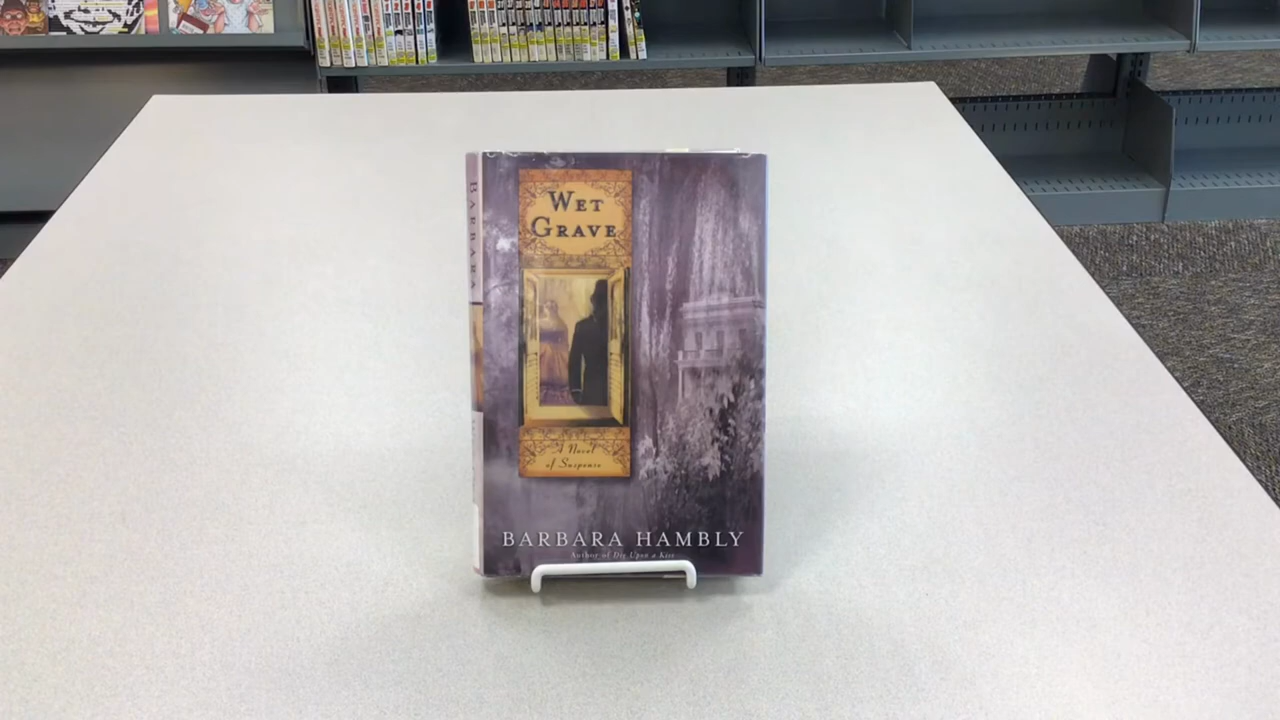 WET
GRAVE
A Novel
of Suspense
BARBARA HAMBLY
Author of Die Upon a Kiss
BARBARA